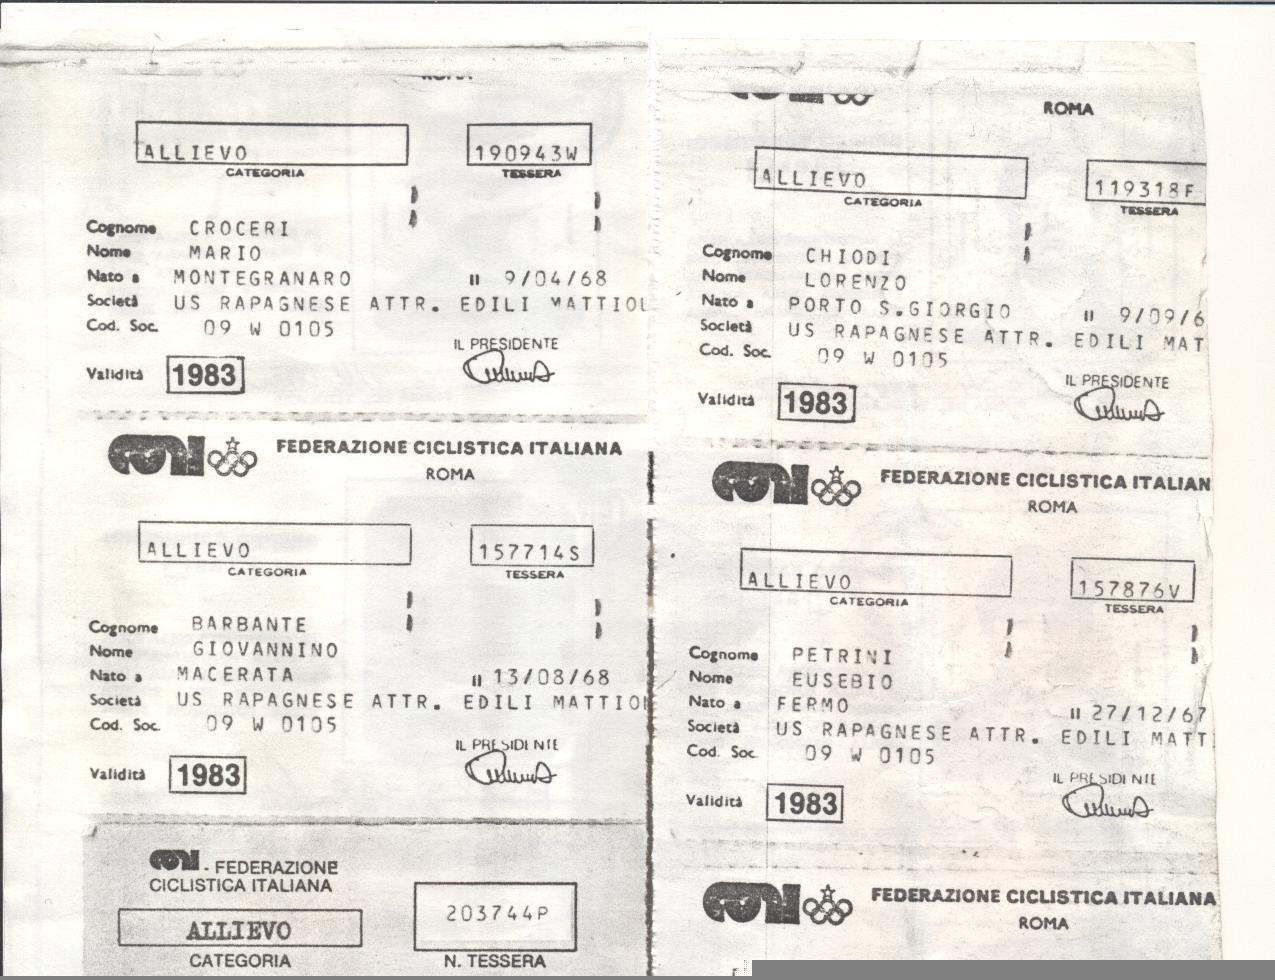 ROMA
ALLIEVO
190943W
CATEGORIA
TESSERA
Cognome CROCERI
Nome MARIO
Nato a MONTEGRANARO il 9/04/68
Società US RAPAGNESE ATTR. EDILI MATTIOL
Cod. Soc. 09 W 0105
IL PRESIDENTE
Validità 1983
FEDERAZIONE CICLISTICA ITALIANA
ROMA
ALLIEVO
157714S
CATEGORIA
TESSERA
Cognome BARBANTE
Nome GIOVANNINO
Nato a MACERATA il 13/08/68
Società US RAPAGNESE ATTR. EDILI MATTIOL
Cod. Soc. 09 W 0105
IL PRESIDENTE
Validità 1983
FCI - FEDERAZIONE
CICLISTICA ITALIANA
ALLIEVO
CATEGORIA
203744P
N. TESSERA
ROMA
ALLIEVO
119318F
CATEGORIA
TESSERA
Cognome CHIODI
Nome LORENZO
Nato a PORTO S.GIORGIO il 9/09/6
Società US RAPAGNESE ATTR. EDILI MAT
Cod. Soc. 09 W 0105
IL PRESIDENTE
Validità 1983
FEDERAZIONE CICLISTICA ITALIAN
ROMA
ALLIEVO
157876V
CATEGORIA
TESSERA
Cognome PETRINI
Nome EUSEBIO
Nato a FERMO il 27/12/67
Società US RAPAGNESE ATTR. EDILI MATT
Cod. Soc. 09 W 0105
IL PRESIDENTE
Validità 1983
FEDERAZIONE CICLISTICA ITALIANA
ROMA